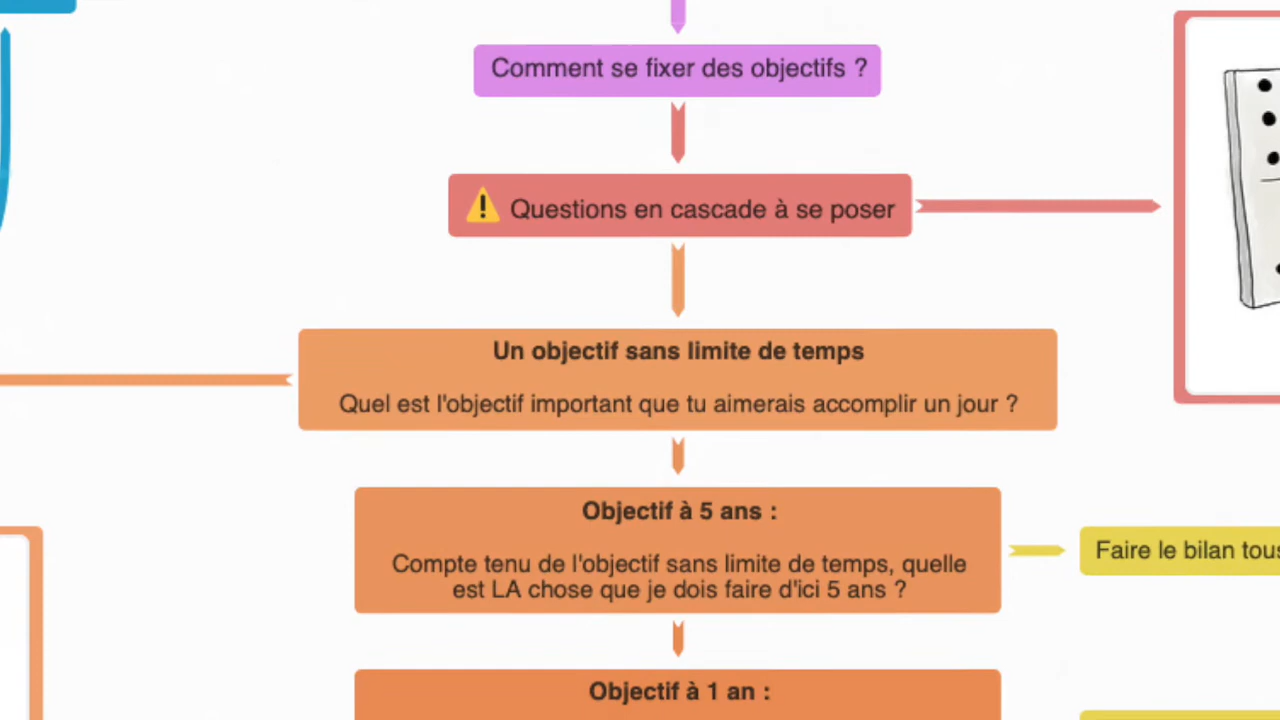 Comment se fixer des objectifs ?
Questions en cascade à se poser
Un objectif sans limite de temps
Quel est l'objectif important que tu aimerais accomplir un jour ?
Objectif à 5 ans :
Compte tenu de l'objectif sans limite de temps, quelle
est LA chose que je dois faire d'ici 5 ans ?
Faire le bilan tous
Objectif à 1 an :